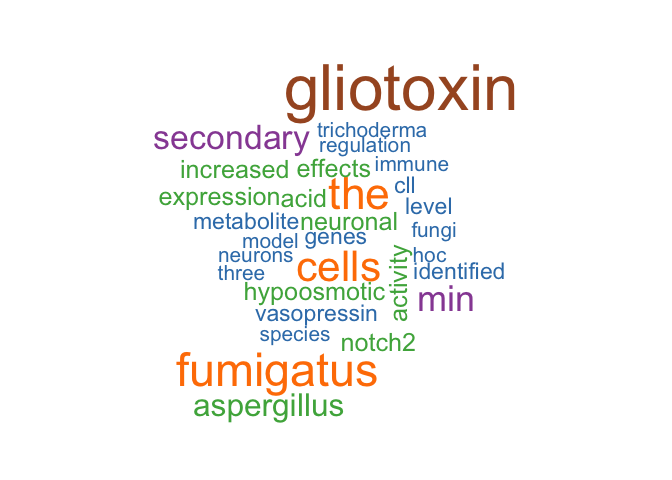 gliotoxin
secondary trichoderma
regulation
increased effects immune
expression acid the cll
level
metabolite neuronal
fungi
model genes
neurons cells hoc
three identified
hypoosmotic activity min
vasopressin
species notch2
fumigatus
aspergillus